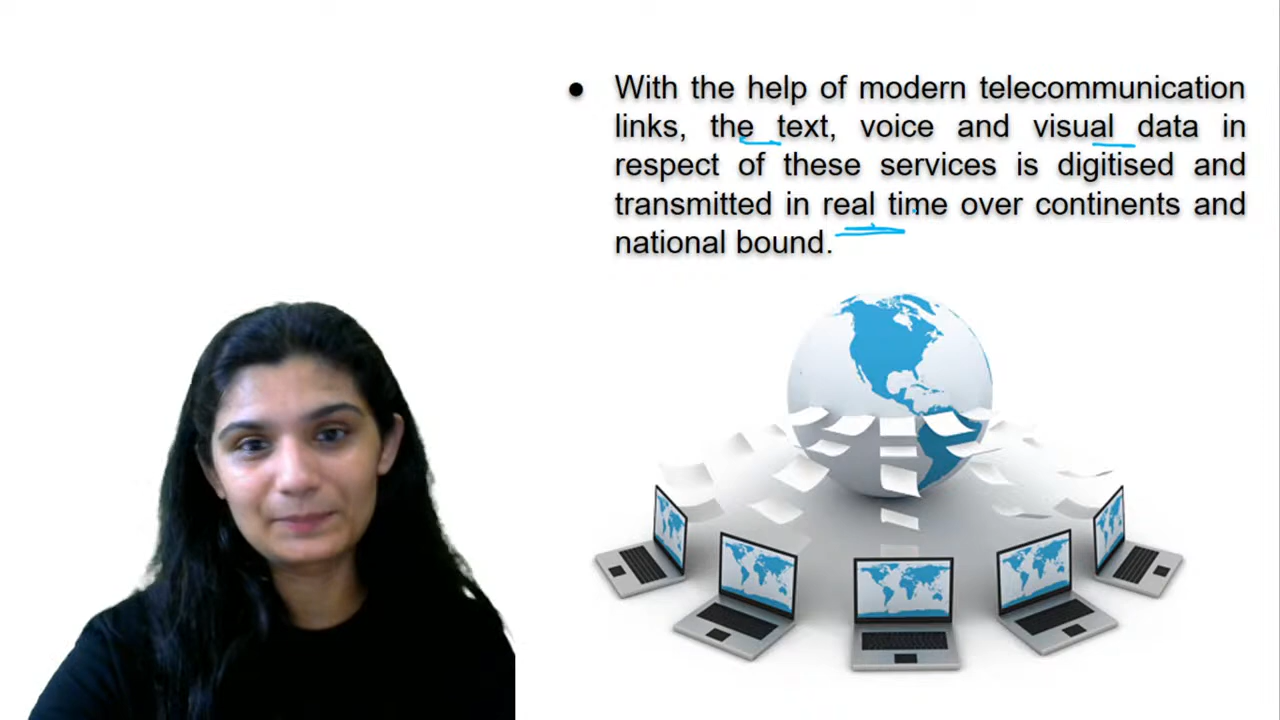 ● With the help of modern telecommunication
links, the text, voice and visual data in
respect of these services is digitised and
transmitted in real time over continents and
national bound.